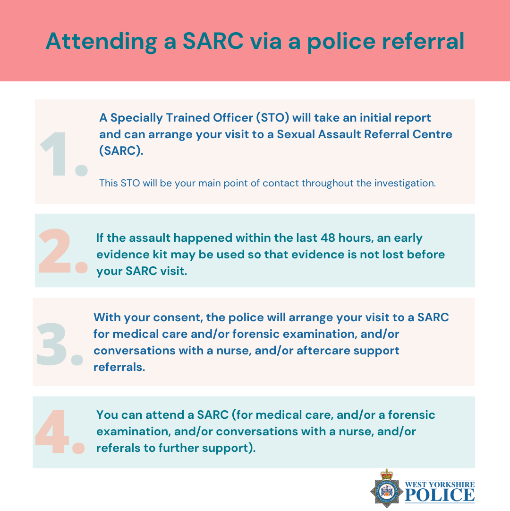 Attending a SARC via a police referral
1.
A Specially Trained Officer (STO) will take an initial report
and can arrange your visit to a Sexual Assault Referral Centre
(SARC).
This STO will be your main point of contact throughout the investigation.
2.
If the assault happened within the last 48 hours, an early
evidence kit may be used so that evidence is not lost before
your SARC visit.
3.
With your consent, the police will arrange your visit to a SARC
for medical care and/or forensic examination, and/or
conversations with a nurse, and/or aftercare support
referrals.
4.
You can attend a SARC (for medical care, and/or a forensic
examination, and/or conversations with a nurse, and/or
referrals to further support).
WEST YORKSHIRE
POLICE